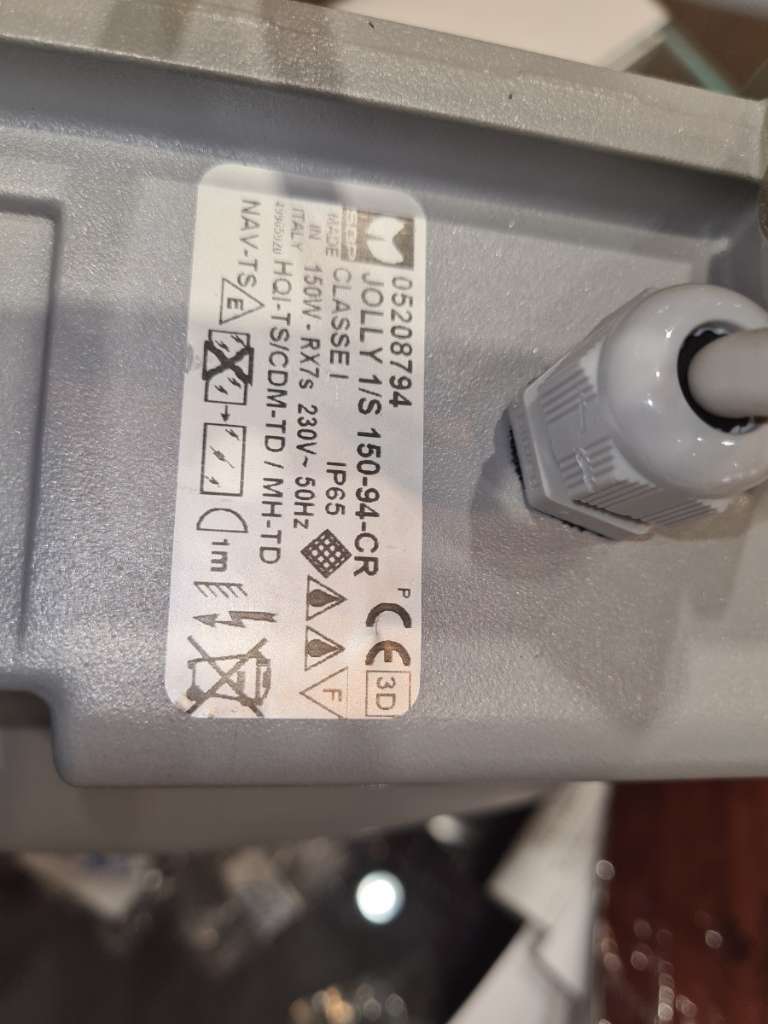 05208794
JOLLY 1/S 150-94-CR
MADE IN ITALY
CLASSE I IP65
150W - RX7s 230V~ 50Hz
HQI-TS/CDM-TD / MH-TD
NAV-TS E
1m
P
CE
3D
F